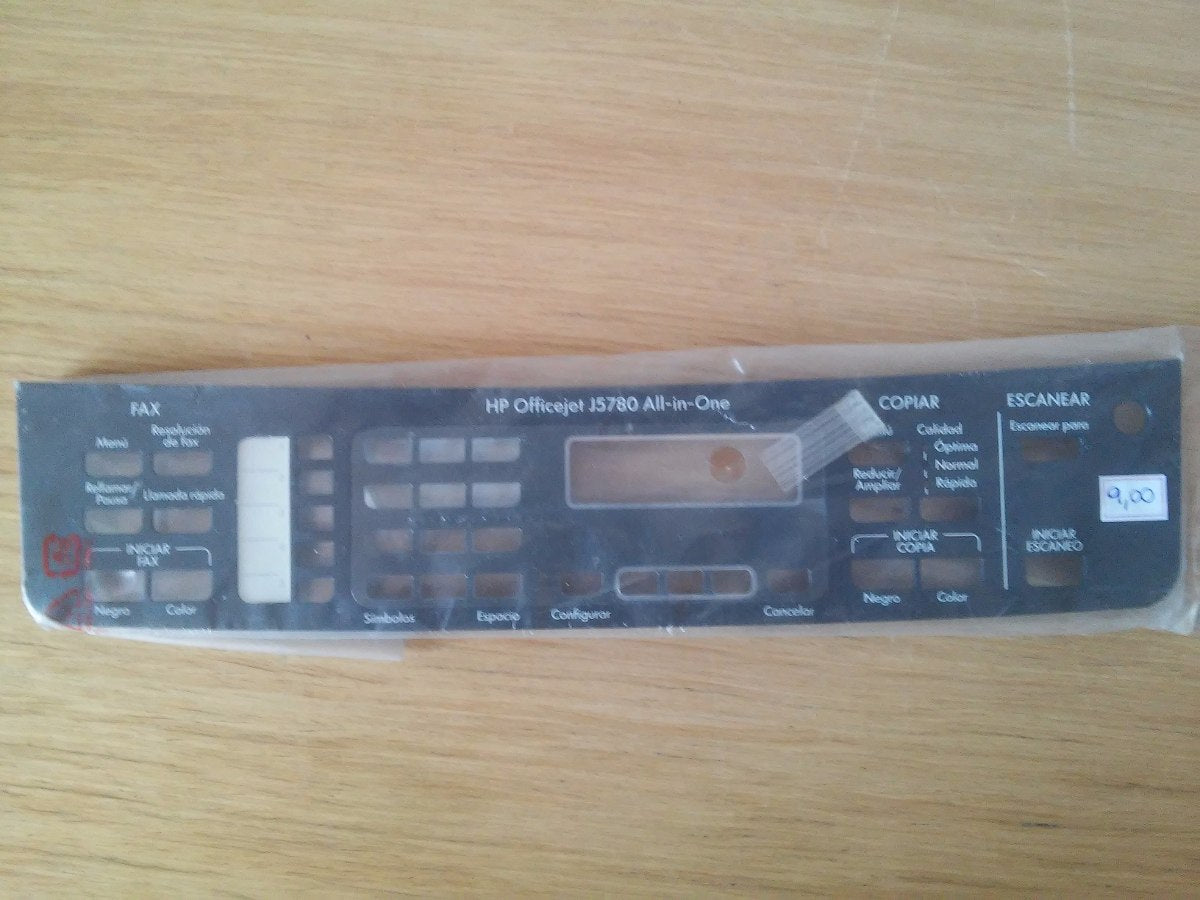 FAX
HP Officejet J5780 All-in-One
COPIAR
ESCANEAR
Menú
Resolución
de fax
Calidad
Óptima
Normal
Rápida
Escanear para
Rellamar/
Pausa
Llamada rápida
Reducir/
Ampliar
9,00
INICIAR
FAX
INICIAR
COPIA
INICIAR
ESCANEO
Negro
Color
Símbolos
Espacio
Configurar
Cancelar
Negro
Color